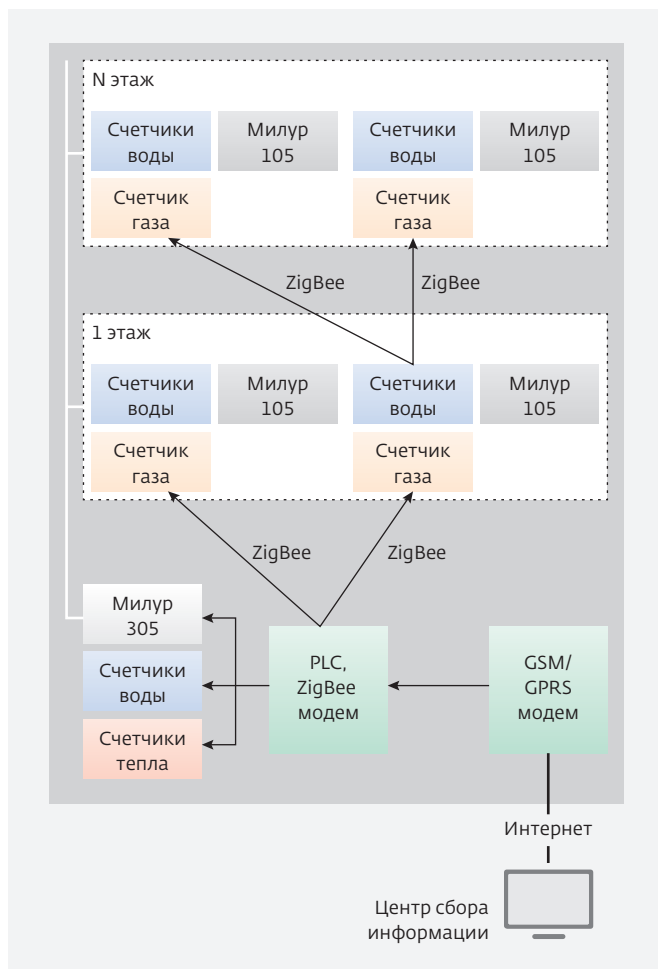 N этаж
Счетчики
воды
Милур
105
Счетчики
воды
Милур
105
Счетчик
газа
Счетчик
газа
ZigBee
ZigBee
1 этаж
Счетчики
воды
Милур
105
Счетчики
воды
Милур
105
Счетчик
газа
Счетчик
газа
ZigBee
ZigBee
Милур
305
Счетчики
воды
Счетчики
тепла
PLC,
ZigBee
модем
GSM/
GPRS
модем
Интернет
Центр сбора
информации